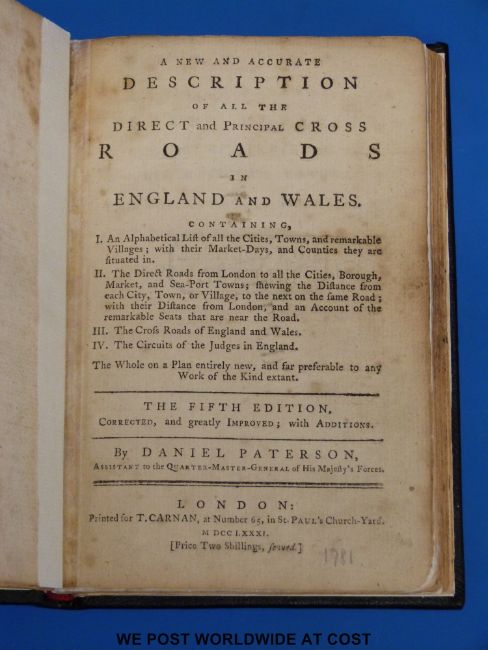 A NEW AND ACCURATE
DESCRIPTION
OF ALL THE
DIRECT and PRINCIPAL CROSS
ROADS
IN
ENGLAND AND WALES.
CONTAINING,
I. An Alphabetical Liſt of all the Cities, Towns, and remarkable
Villages; with their Market-Days, and Counties they are
ſituated in.
II. The Direct Roads from London to all the Cities, Borough,
Market, and Sea-Port Towns; ſhewing the Diſtance from
each City, Town, or Village, to the next on the ſame Road;
with their Diſtance from London, and an Account of the
remarkable Seats that are near the Road.
III. The Croſs Roads of England and Wales.
IV. The Circuits of the Judges in England.
The Whole on a Plan entirely new, and far preferable to any
Work of the Kind extant.
THE FIFTH EDITION,
CORRECTED, and greatly IMPROVED; with ADDITIONS.
By DANIEL PATERSON,
ASSISTANT to the QUARTER-MASTER-GENERAL of His Majeſty's Forces.
LONDON:
Printed for T. CARNAN, at Number 65, in St. PAUL's Church-Yard.
M DCC LXXXI.
[Price Two Shillings, ſewed.]
1781
WE POST WORLDWIDE AT COST